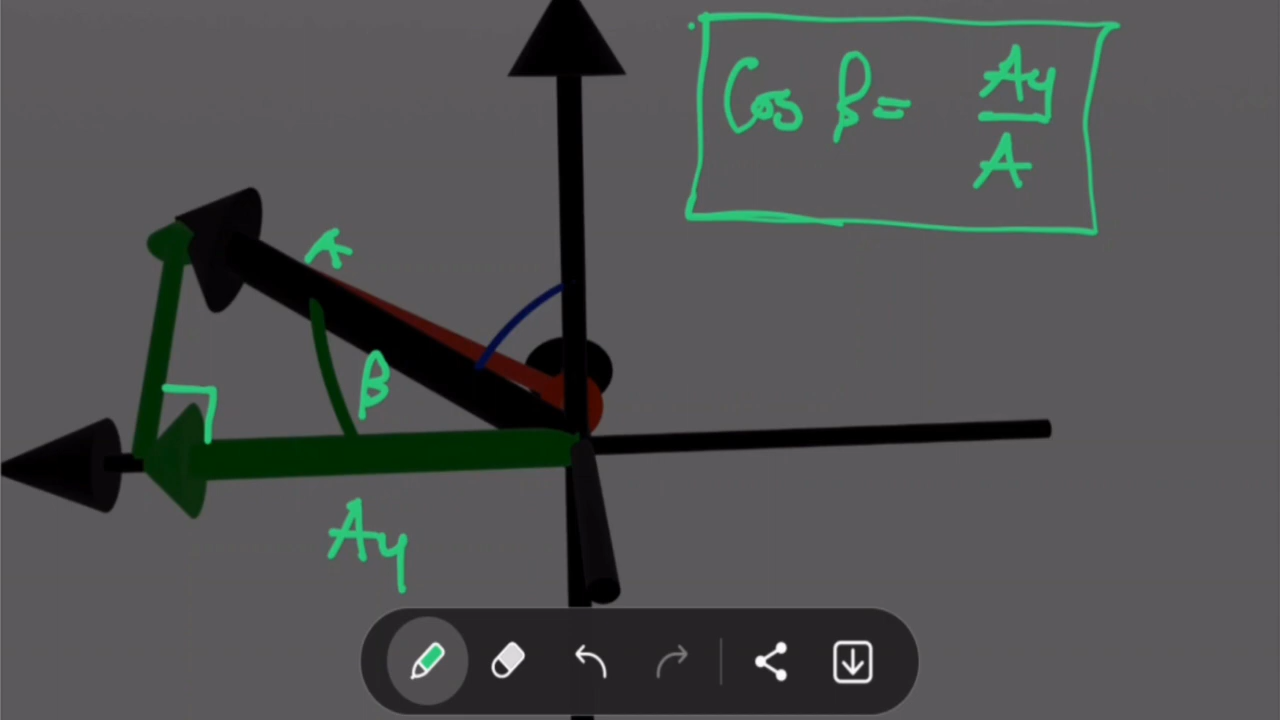 Cos β = Ay/A
A
β
Ay